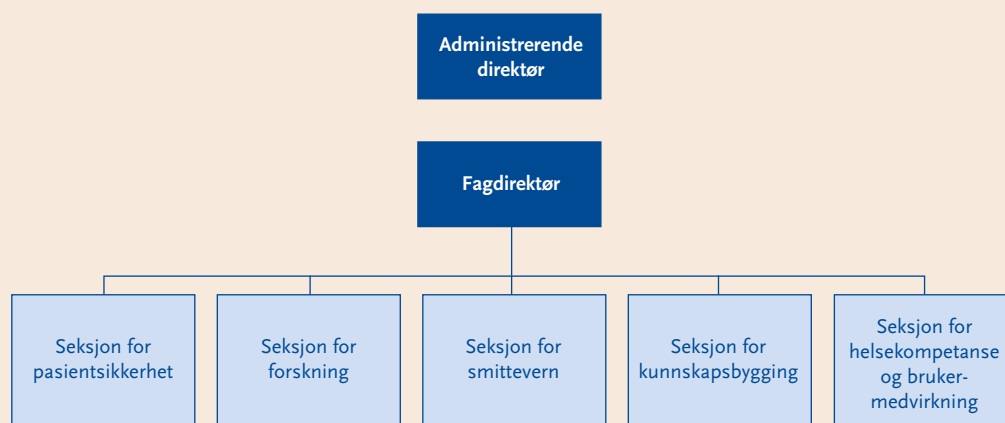 Administrerende
direktør
Fagdirektør
Seksjon for
pasientsikkerhet
Seksjon for
forskning
Seksjon for
smittevern
Seksjon for
kunnskapsbygging
Seksjon for
helsekompetanse
og bruker-
medvirkning